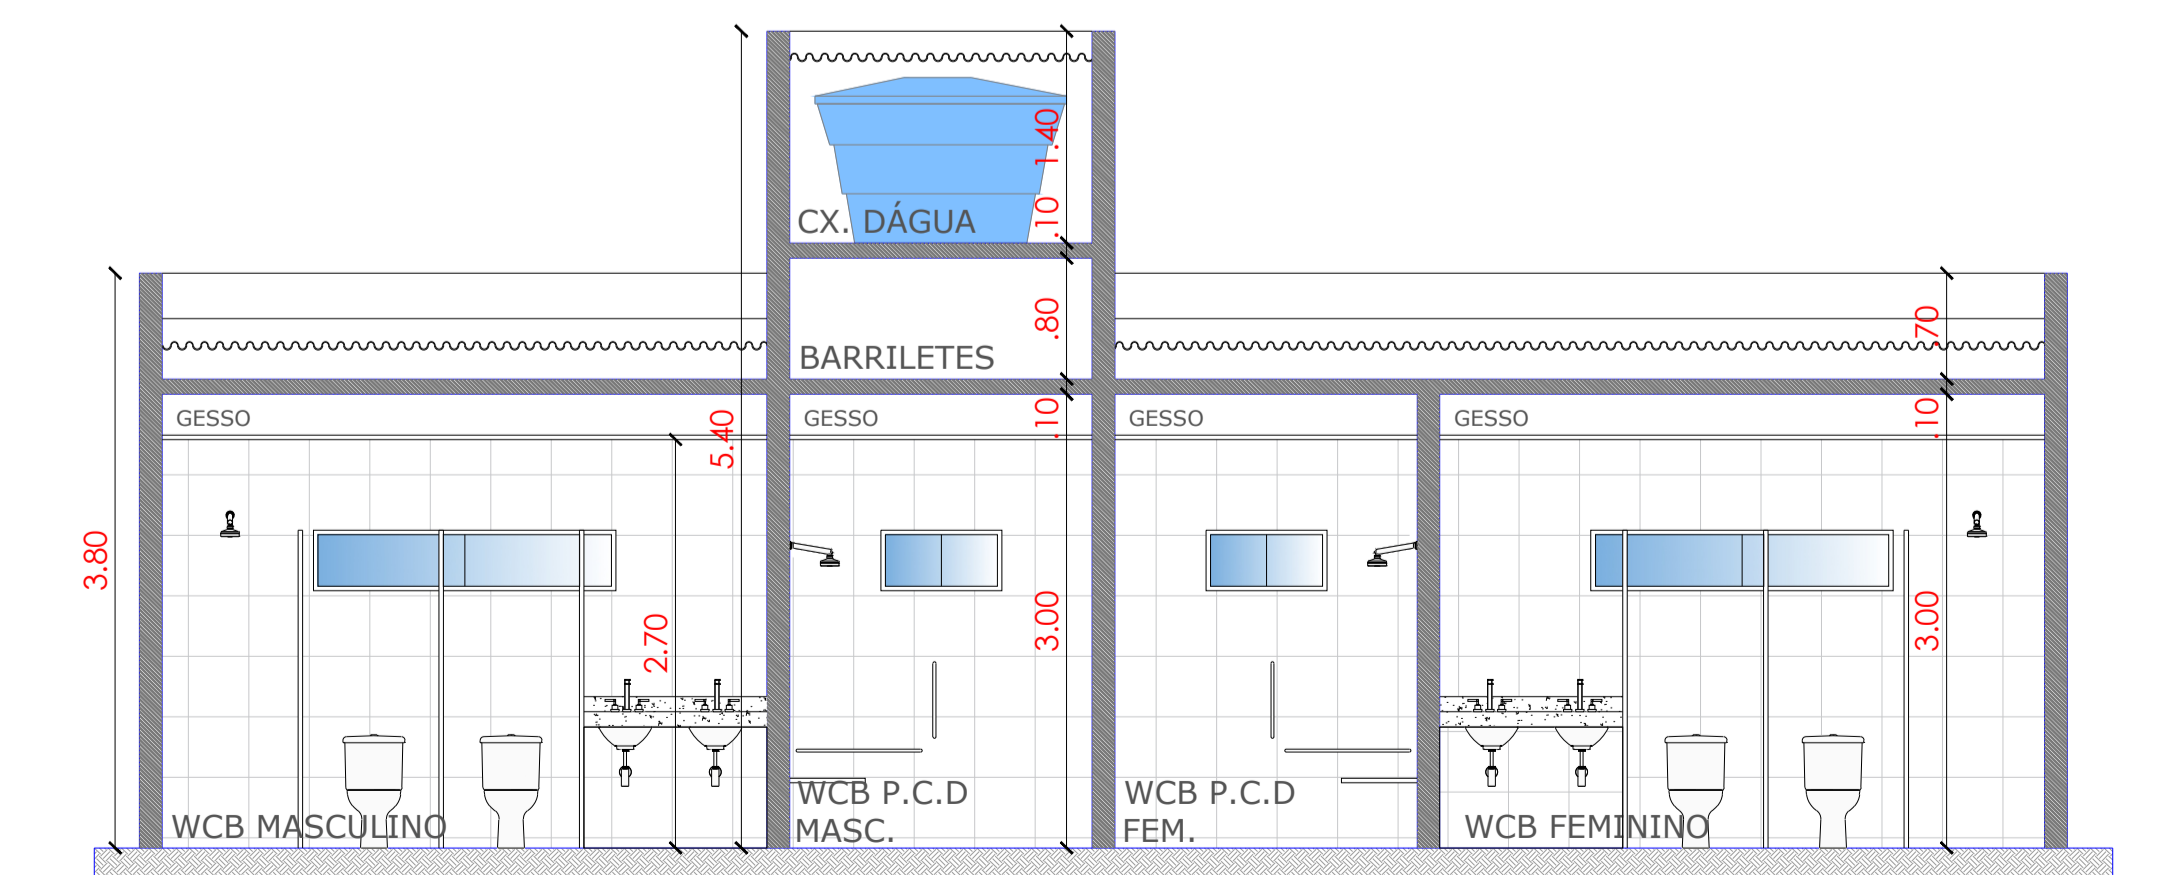 1.40
CX. DÁGUA
.10
.80
.70
BARRILETES
GESSO
5.40
GESSO
.10
GESSO
GESSO
.10
3.80
2.70
3.00
3.00
WCB MASCULINO
WCB P.C.D
MASC.
WCB P.C.D
FEM.
WCB FEMININO